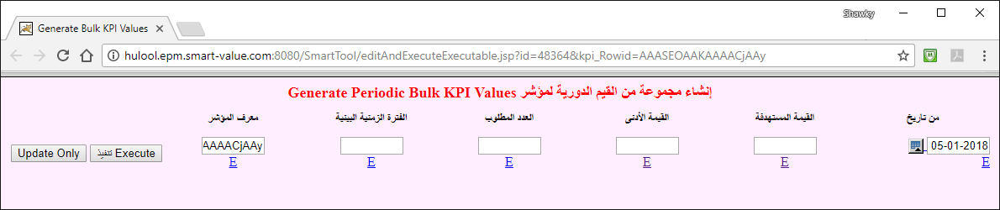 Shawky
Generate Bulk KPI Values
hulool.epm.smart-value.com:8080/SmartTool/editAndExecuteExecutable.jsp?id=48364&kpi_Rowid=AAASEOAAKAAAACjAAy
إنشاء مجموعة من القيم الدورية لمؤشر Generate Periodic Bulk KPI Values
من تاريخ القيمة المستهدفة القيمة الأدنى العدد المطلوب الفترة الزمنية البينية معرف المؤشر
05-01-2018 AAAACjAAy Execute تنفيذ Update Only
E E E E E E